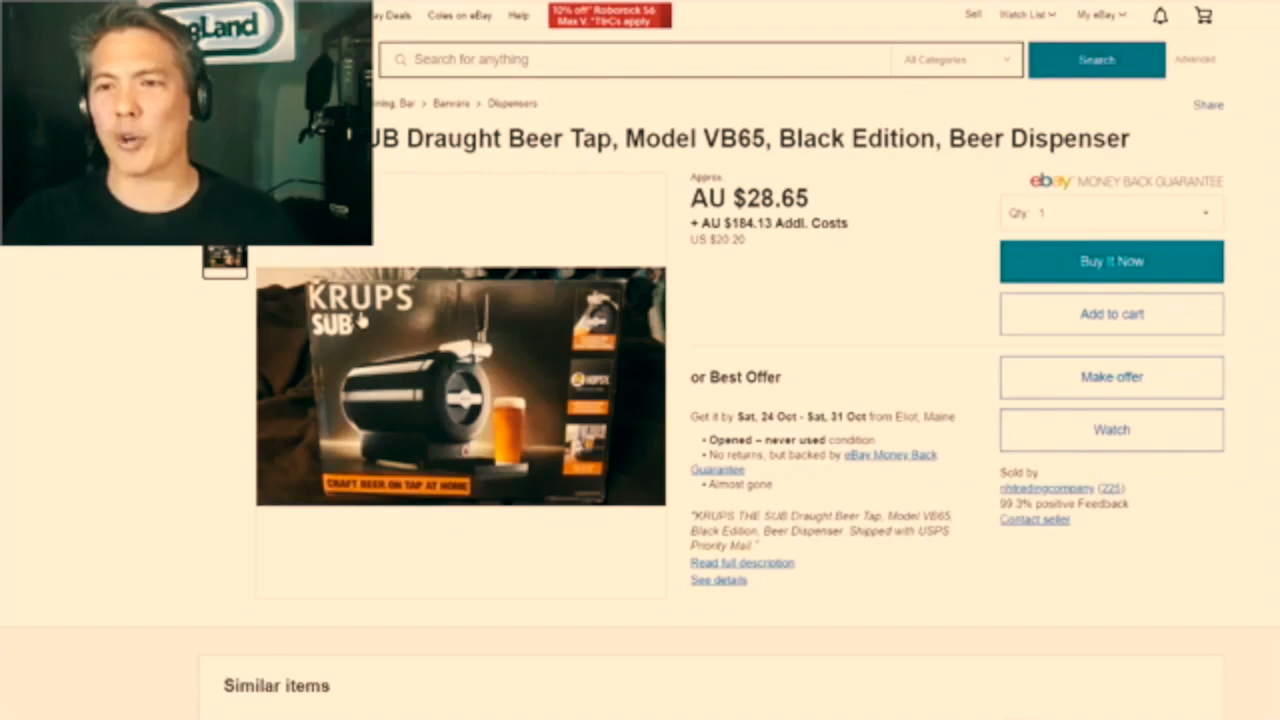 gLand
ay Deals
Coles on eBay
Help
10% off* Roborock S6
Max V. *T&Cs apply
Sell
Watch List
My eBay
Search for anything
All Categories
Search
Advanced
ning, Bar > Barware > Dispensers
Share
UB Draught Beer Tap, Model VB65, Black Edition, Beer Dispenser
Approx.
AU $28.65
+ AU $184.13 Addl. Costs
US $20.20
ebay MONEY BACK GUARANTEE
Qty: 1
Buy It Now
Add to cart
KRUPS
SUB
CRAFT BEER ON TAP AT HOME
or Best Offer
Make offer
Get it by Sat, 24 Oct - Sat, 31 Oct from Eliot, Maine
Watch
• Opened – never used condition
• No returns, but backed by eBay Money Back
Guarantee
• Almost gone
Sold by
nhtradingcompany (225)
99.3% positive Feedback
Contact seller
"KRUPS THE SUB Draught Beer Tap, Model VB65,
Black Edition, Beer Dispenser. Shipped with USPS
Priority Mail."
Read full description
See details
Similar items